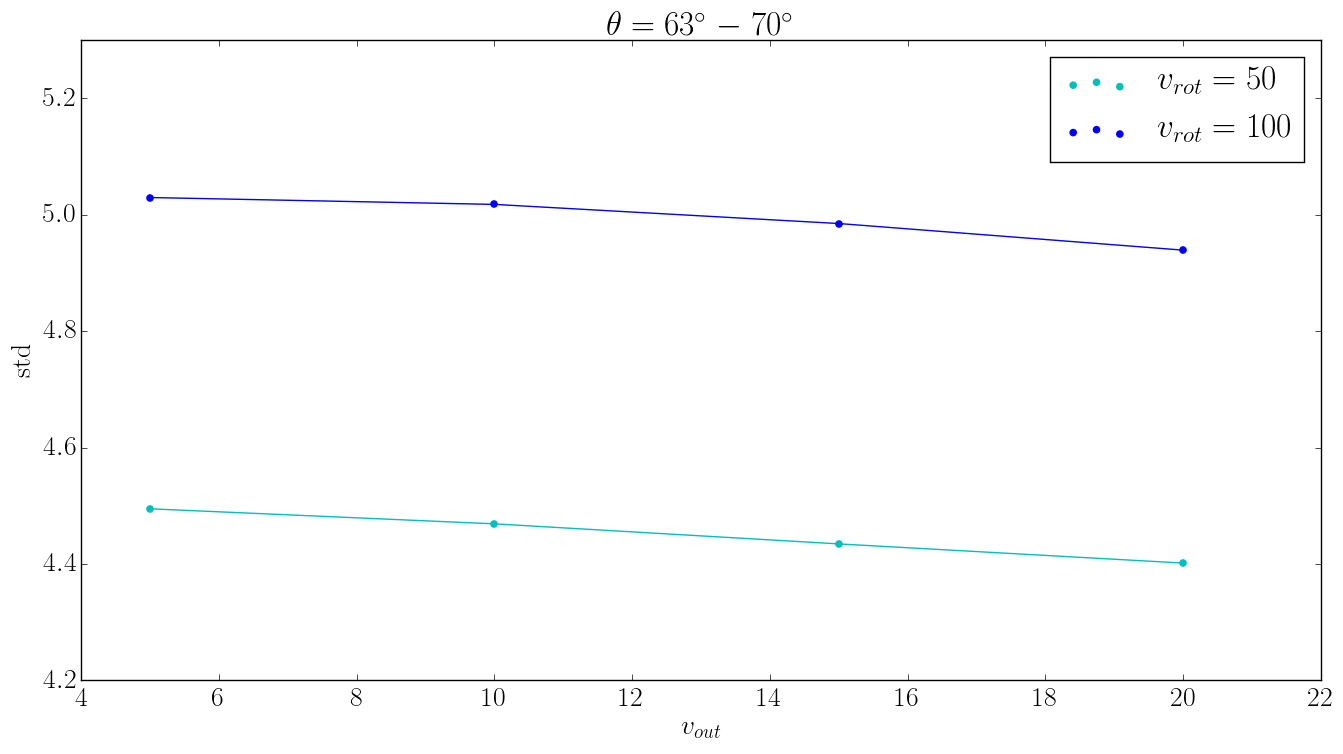 θ = 63° − 70°
v_rot = 50
v_rot = 100
5.2
5.0
4.8
4.6
4.4
4.2
std
4 6 8 10 12 14 16 18 20 22
v_out